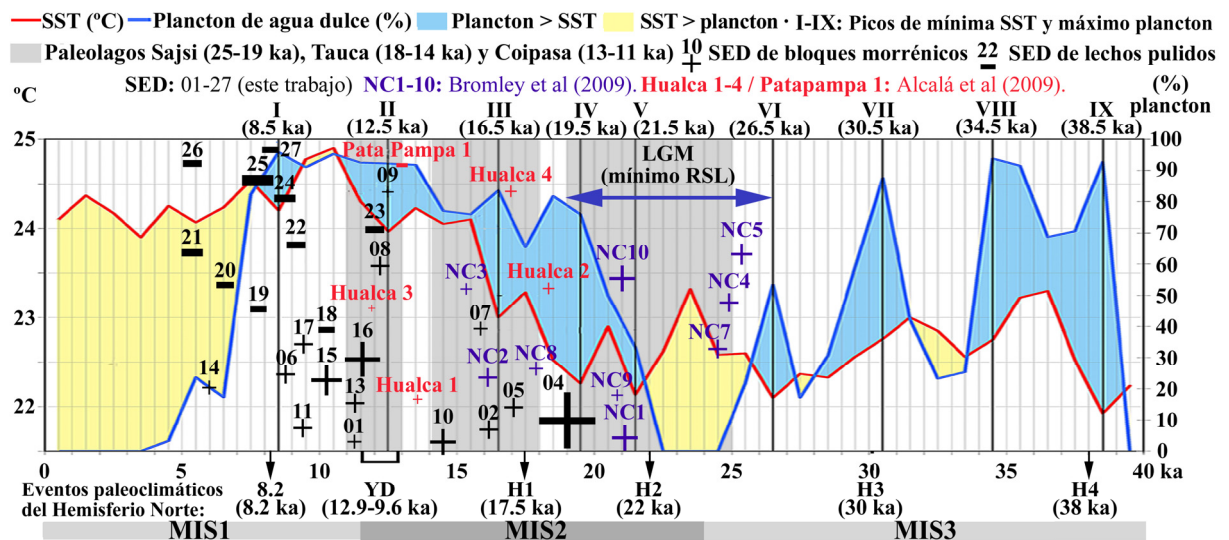 SST (ºC) Plancton de agua dulce (%) Plancton > SST SST > plancton · I-IX: Picos de mínima SST y máximo plancton
Paleolagos Sajsi (25-19 ka), Tauca (18-14 ka) y Coipasa (13-11 ka) 10 SED de bloques morrénicos 22 SED de lechos pulidos
SED: 01-27 (este trabajo) NC1-10: Bromley et al (2009). Hualca 1-4 / Patapampa 1: Alcalá et al (2009).
ºC (%) plancton
I II III IV V VI VII VIII IX
(8.5 ka) (12.5 ka) (16.5 ka) (19.5 ka) (21.5 ka) (26.5 ka) (30.5 ka) (34.5 ka) (38.5 ka)
25 100
26 27 Pata Pampa 1 LGM 90
25 09 Hualca 4 (mínimo RSL) 80
24 24
23 70
22 NC5
21 08 NC10 60
20 NC3 Hualca 2 NC4 50
19 Hualca 3
23 18 07 40
17 16 NC7
14 06 15 NC2 NC8 30
22 13 Hualca 1 05 04 NC9 20
11 01 10 02 NC1 10
0 5 10 15 20 25 30 35 40 ka 0
Eventos paleoclimáticos 8.2 YD H1 H2 H3 H4
del Hemisferio Norte: (8.2 ka) (12.9-9.6 ka) (17.5 ka) (22 ka) (30 ka) (38 ka)
MIS1 MIS2 MIS3